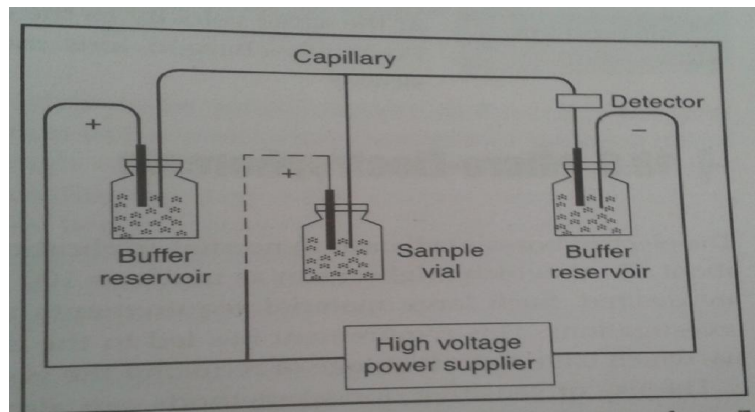 Capillary
Detector
+
−
+
Buffer
reservoir
Sample
vial
Buffer
reservoir
High voltage
power supplier